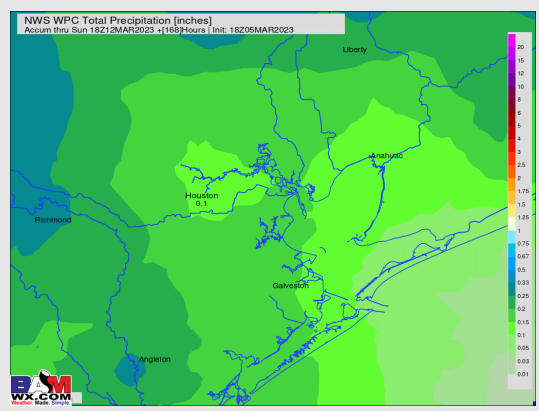 NWS WPC Total Precipitation [inches]
Accum thru Sun 18Z12MAR2023 +[168]Hours | Init: 18Z05MAR2023
Liberty
Anahuac
Houston
0.1
Richmond
Galveston
Angleton
20
15
12
10
8
6
5
4
3
2.5
2
1.75
1.5
1.25
1
0.75
0.67
0.5
0.33
0.25
0.2
0.15
0.1
0.05
0.03
0.01
BAM
WX.COM
Weather. Made. Simple.